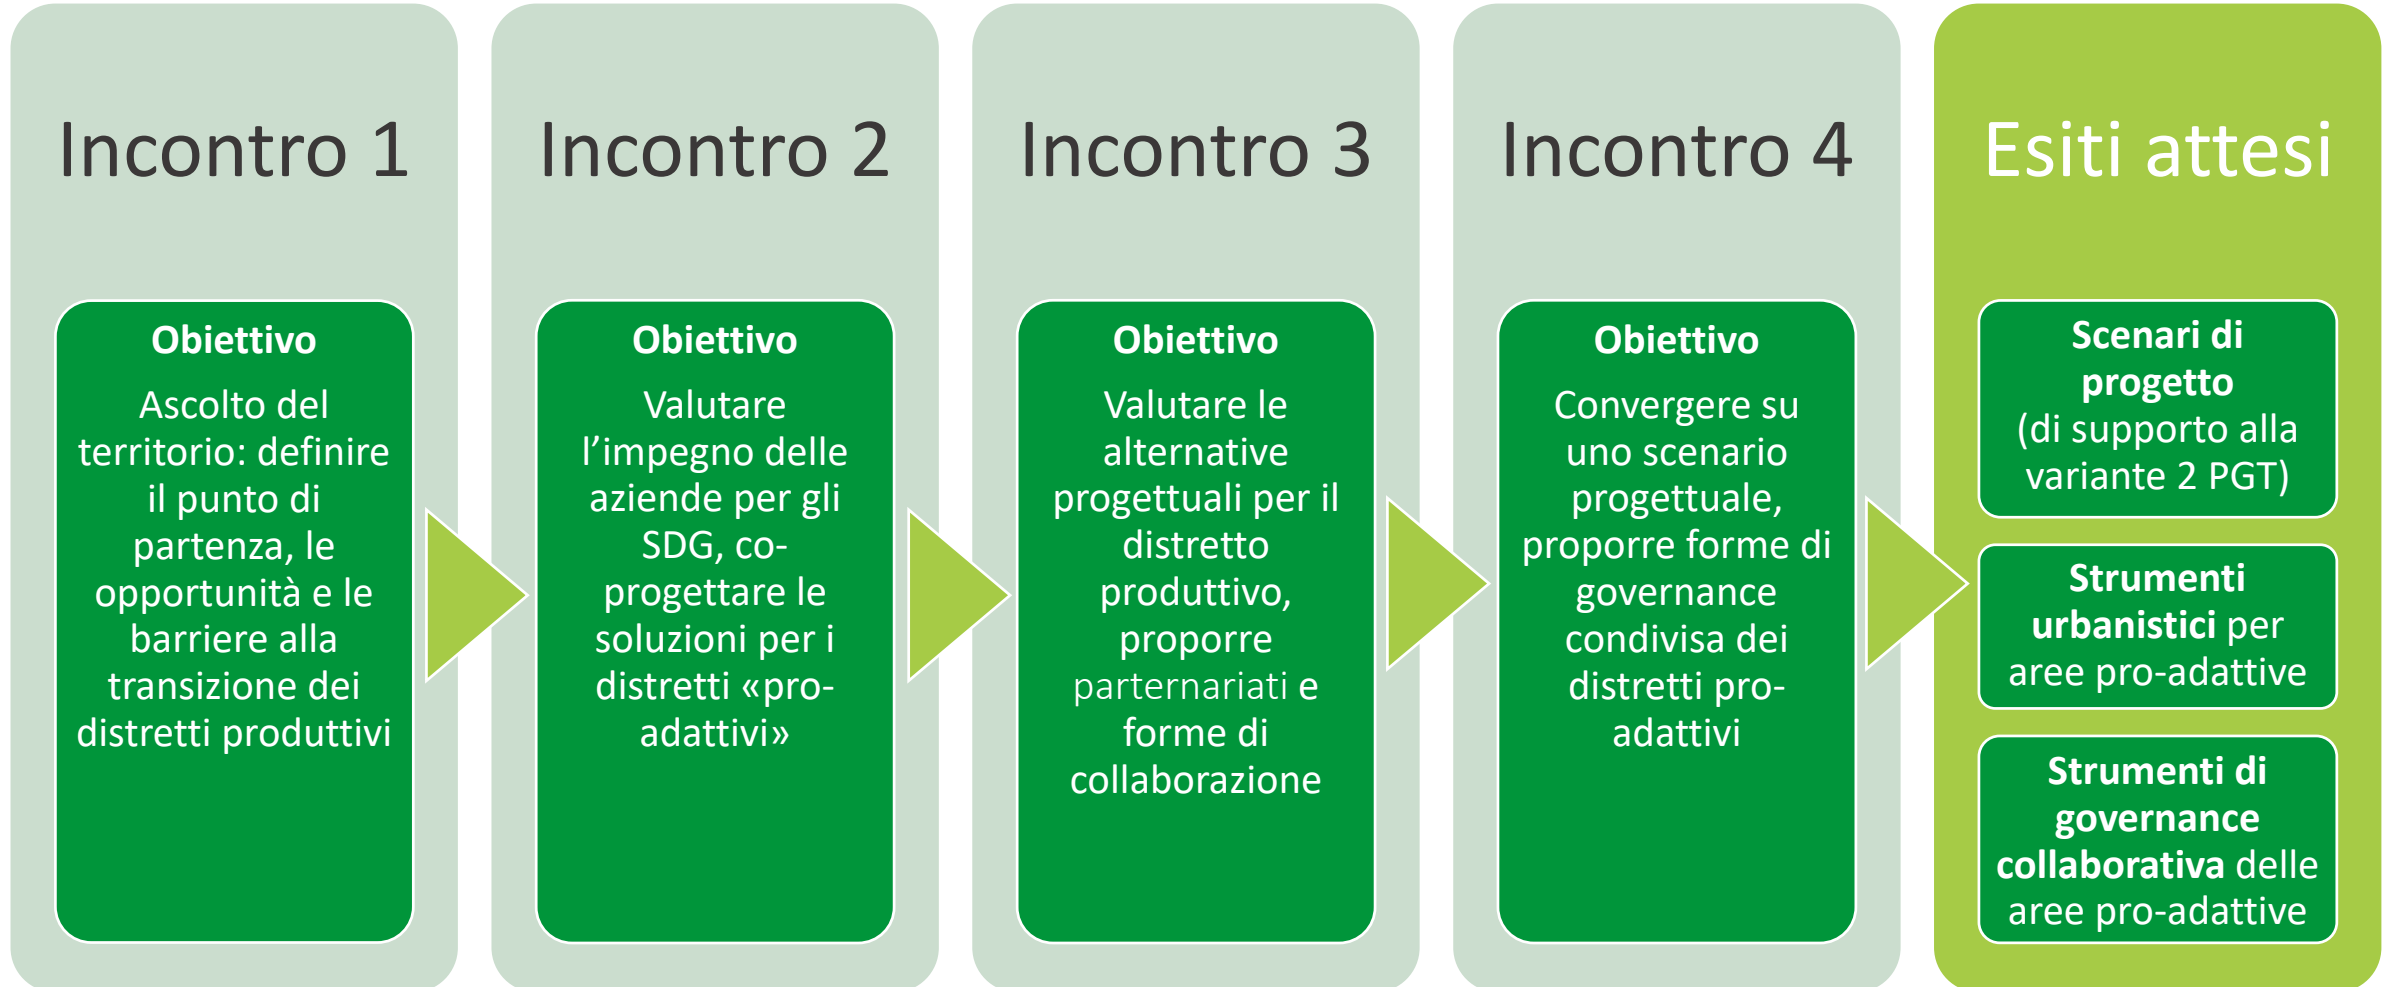 Incontro 1
Obiettivo
Ascolto del
territorio: definire
il punto di
partenza, le
opportunità e le
barriere alla
transizione dei
distretti produttivi
Incontro 2
Obiettivo
Valutare
l’impegno delle
aziende per gli
SDG, co-
progettare le
soluzioni per i
distretti «pro-
adattivi»
Incontro 3
Obiettivo
Valutare le
alternative
progettuali per il
distretto
produttivo,
proporre
parternariati e
forme di
collaborazione
Incontro 4
Obiettivo
Convergere su
uno scenario
progettuale,
proporre forme di
governance
condivisa dei
distretti pro-
adattivi
Esiti attesi
Scenari di
progetto
(di supporto alla
variante 2 PGT)
Strumenti
urbanistici per
aree pro-adattive
Strumenti di
governance
collaborativa delle
aree pro-adattive